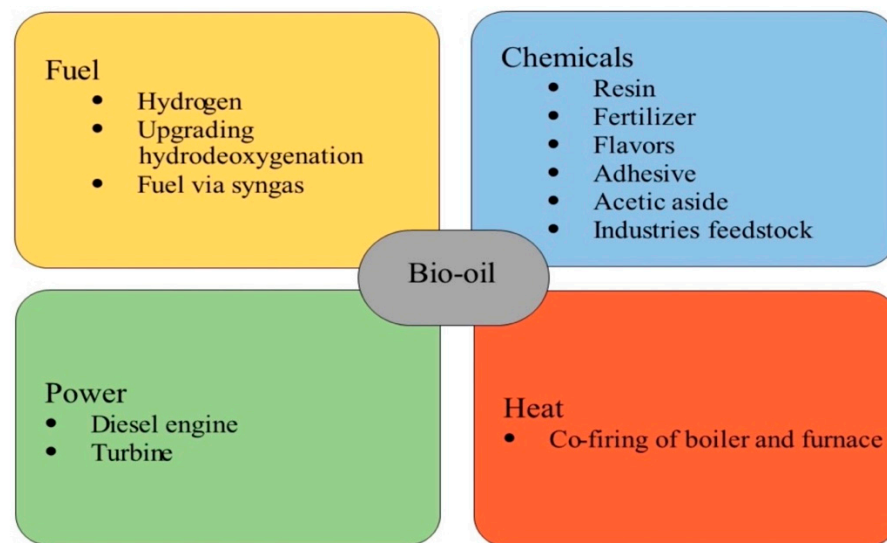 Fuel
• Hydrogen
• Upgrading
hydrodeoxygenation
• Fuel via syngas
Chemicals
• Resin
• Fertilizer
• Flavors
• Adhesive
• Acetic aside
• Industries feedstock
Bio-oil
Power
• Diesel engine
• Turbine
Heat
• Co-firing of boiler and furnace